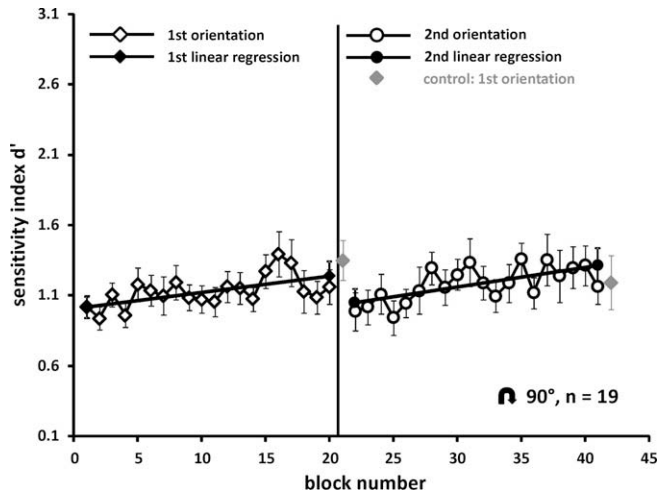 3.1
2.6
2.1
1.6
1.1
0.6
0.1
sensitivity index d'
1st orientation
1st linear regression
2nd orientation
2nd linear regression
control: 1st orientation
90°, n = 19
0 5 10 15 20 25 30 35 40 45
block number